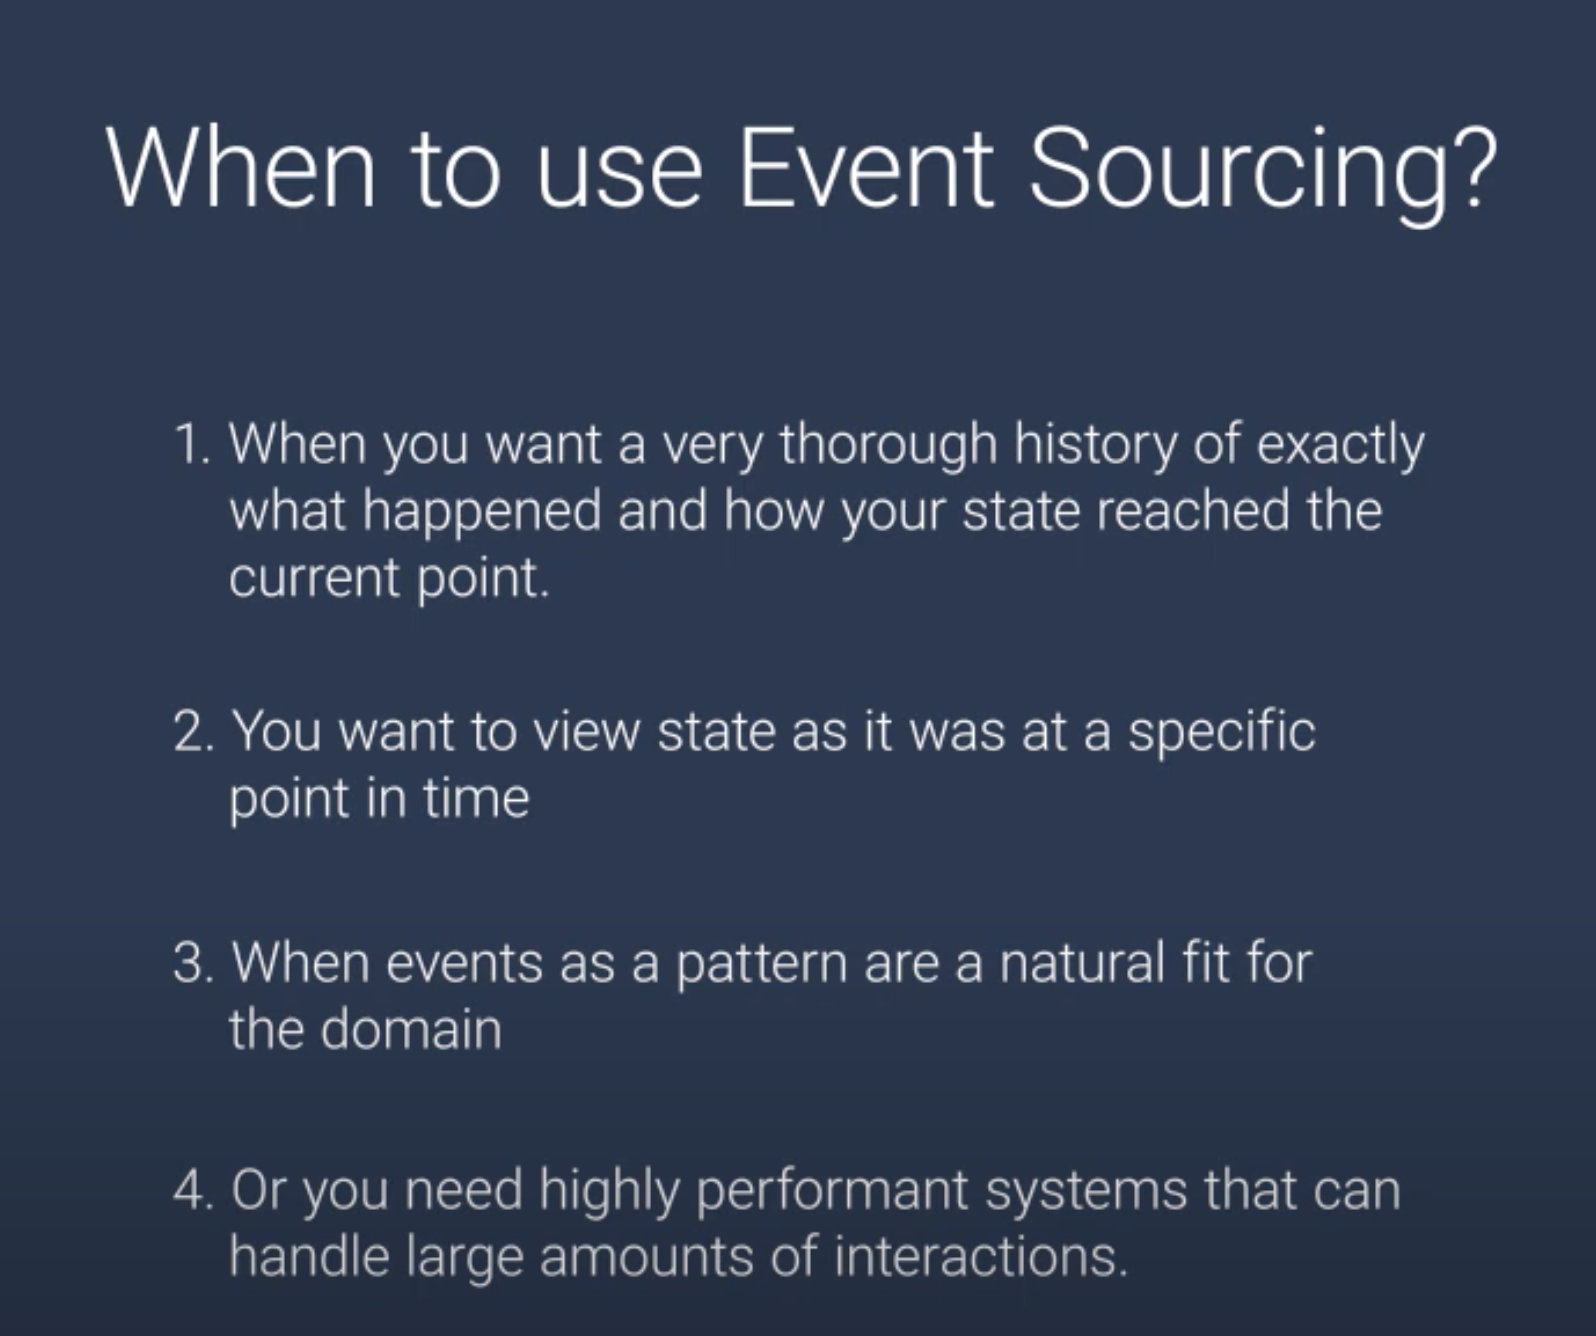 When to use Event Sourcing?
1. When you want a very thorough history of exactly
what happened and how your state reached the
current point.
2. You want to view state as it was at a specific
point in time
3. When events as a pattern are a natural fit for
the domain
4. Or you need highly performant systems that can
handle large amounts of interactions.